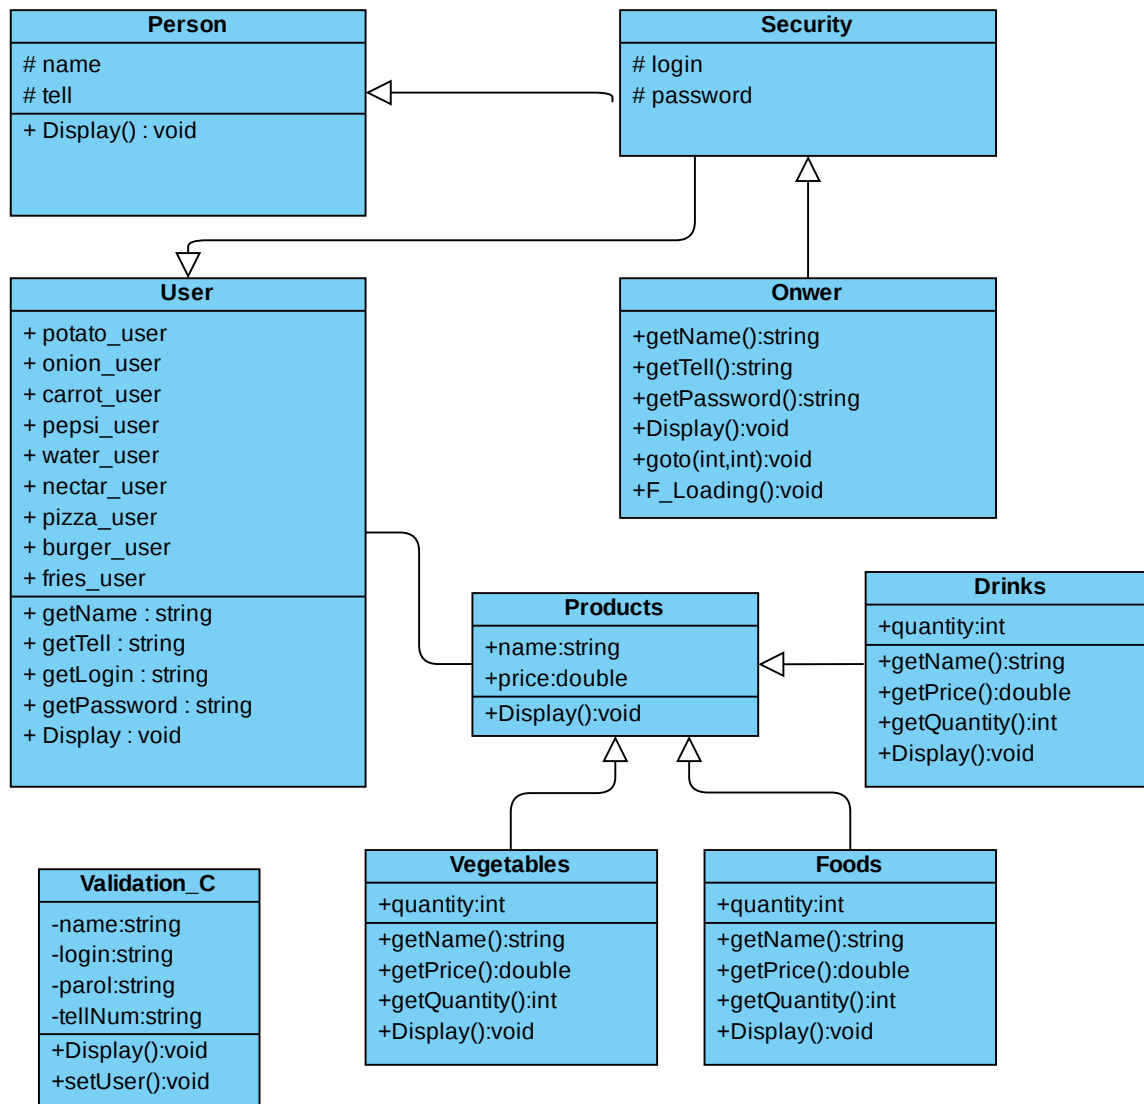 Person
# name
# tell
+ Display() : void
Security
# login
# password
User
+ potato_user
+ onion_user
+ carrot_user
+ pepsi_user
+ water_user
+ nectar_user
+ pizza_user
+ burger_user
+ fries_user
+ getName : string
+ getTell : string
+ getLogin : string
+ getPassword : string
+ Display : void
Onwer
+getName():string
+getTell():string
+getPassword():string
+Display():void
+goto(int,int):void
+F_Loading():void
Products
+name:string
+price:double
+Display():void
Drinks
+quantity:int
+getName():string
+getPrice():double
+getQuantity():int
+Display():void
Validation_C
-name:string
-login:string
-parol:string
-tellNum:string
+Display():void
+setUser():void
Vegetables
+quantity:int
+getName():string
+getPrice():double
+getQuantity():int
+Display():void
Foods
+quantity:int
+getName():string
+getPrice():double
+getQuantity():int
+Display():void